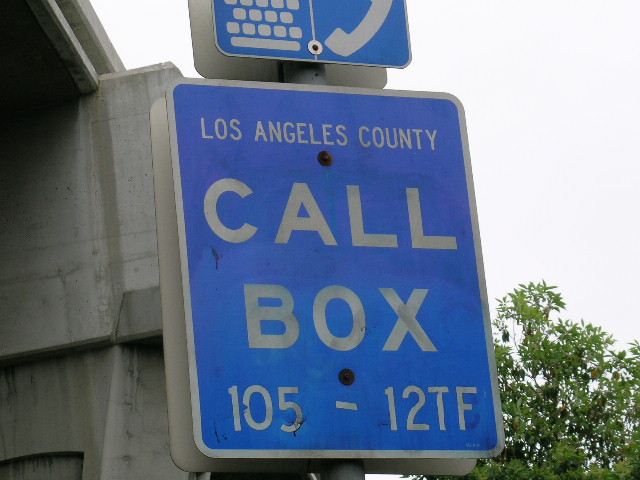 LOS ANGELES COUNTY
CALL
BOX
105 - 12TF